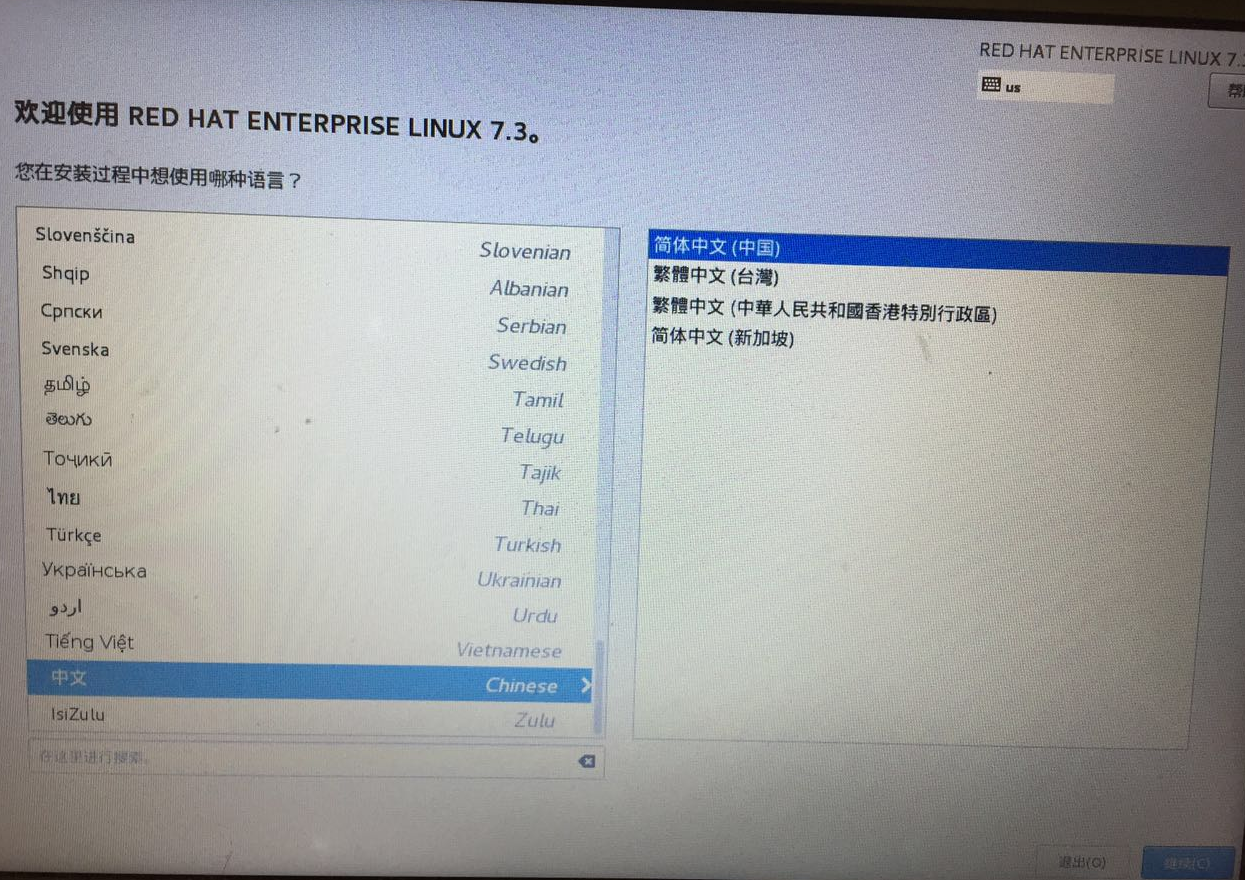 RED HAT ENTERPRISE LINUX 7.
us
欢迎使用 RED HAT ENTERPRISE LINUX 7.3。
您在安装过程中想使用哪种语言？
Slovenščina Slovenian
Shqip Albanian
Српски Serbian
Svenska Swedish
தமிழ் Tamil
తెలుగు Telugu
Тоҷикӣ Tajik
ไทย Thai
Türkçe Turkish
Українська Ukrainian
اردو Urdu
Tiếng Việt Vietnamese
中文 Chinese
IsiZulu Zulu
在这里进行搜索。
简体中文 (中国)
繁體中文 (台灣)
繁體中文 (中華人民共和國香港特別行政區)
简体中文 (新加坡)
退出(Q)
继续(C)